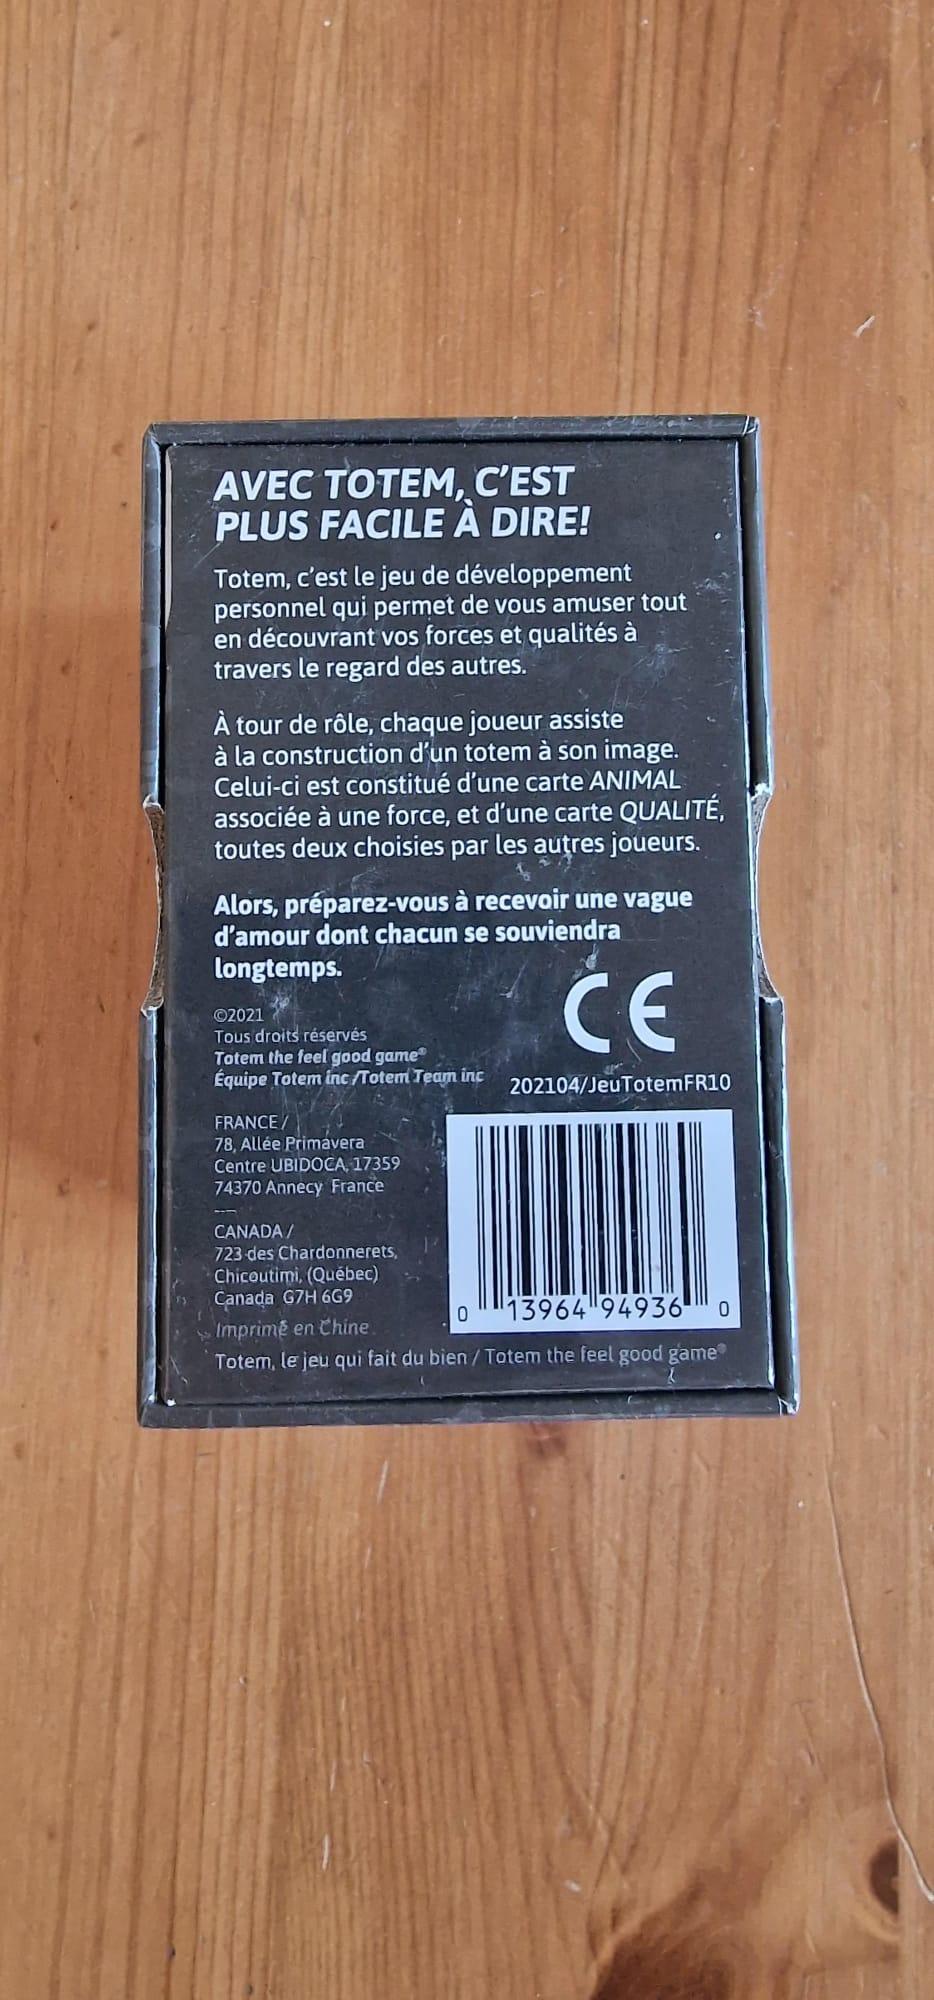 AVEC TOTEM, C'EST
PLUS FACILE À DIRE!
Totem, c'est le jeu de développement
personnel qui permet de vous amuser tout
en découvrant vos forces et qualités à
travers le regard des autres.
À tour de rôle, chaque joueur assiste
à la construction d'un totem à son image.
Celui-ci est constitué d'une carte ANIMAL
associée à une force, et d'une carte QUALITÉ,
toutes deux choisies par les autres joueurs.
Alors, préparez-vous à recevoir une vague
d'amour dont chacun se souviendra
longtemps.
CE
©2021
Tous droits réservés
Totem the feel good game®
Équipe Totem inc /Totem Team inc
202104/JeuTotemFR10
FRANCE /
78, Allée Primavera
Centre UBIDOCA, 17359
74370 Annecy France
---
CANADA /
723 des Chardonnerets,
Chicoutimi, (Québec)
Canada G7H 6G9
Imprimé en Chine
0 13964 94936 0
Totem, le jeu qui fait du bien / Totem the feel good game®